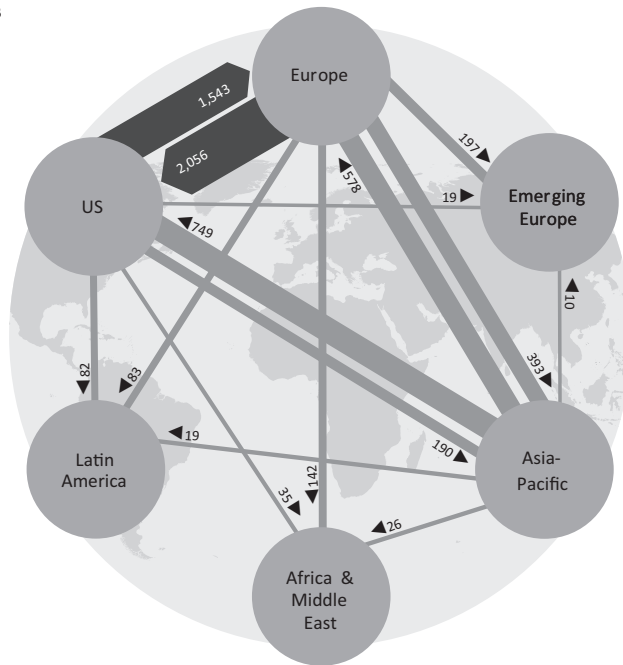 Europe
1,543
2,056
197
US
578
19
Emerging
Europe
749
10
82
83
393
19
190
Latin
America
Asia-
Pacific
35
142
26
Africa &
Middle
East